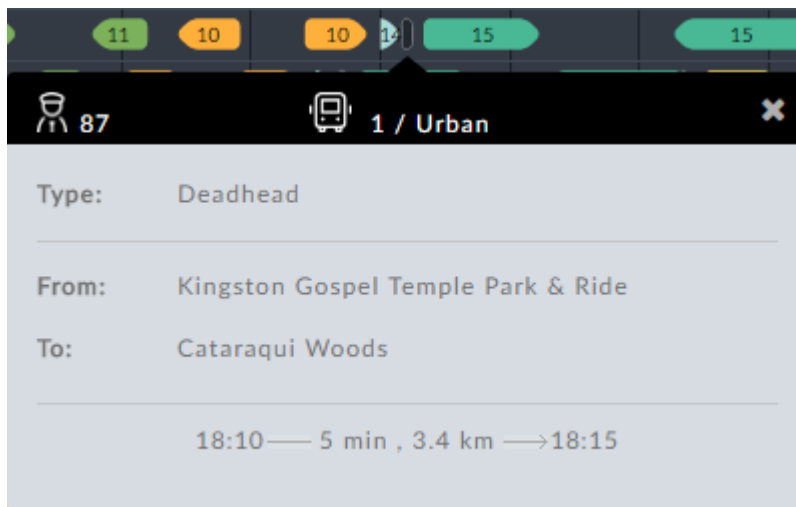 11 10 10 14 15 15
87 1 / Urban
Type: Deadhead
From: Kingston Gospel Temple Park & Ride
To: Cataraqui Woods
18:10 5 min , 3.4 km 18:15